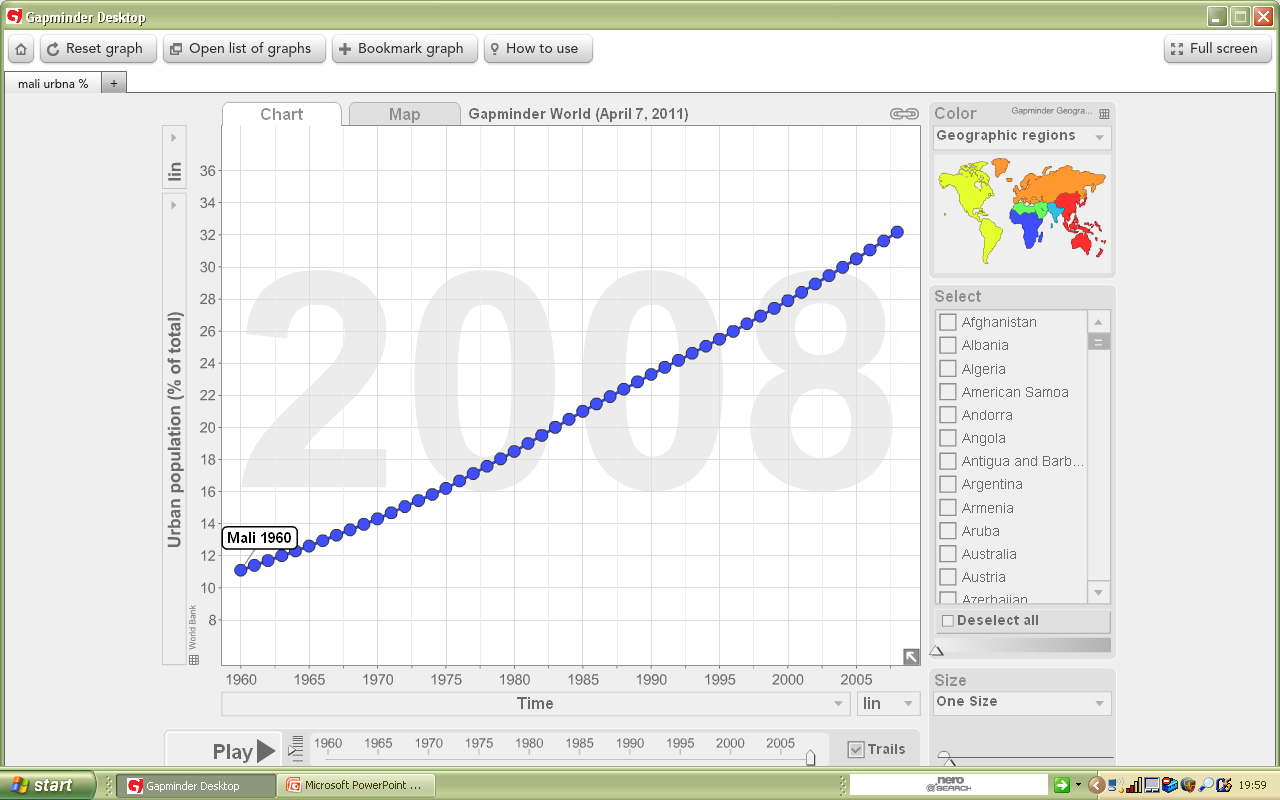 Gapminder Desktop
Reset graph
Open list of graphs
Bookmark graph
How to use
Full screen
mali urbna %
+
Chart
Map
Gapminder World (April 7, 2011)
lin
Urban population (% of total)
World Bank
36
34
32
30
28
26
24
22
20
18
16
14
12
10
8
2008
Mali 1960
1960 1965 1970 1975 1980 1985 1990 1995 2000 2005
Time
lin
Play
1960 1965 1970 1975 1980 1985 1990 1995 2000 2005
Trails
Color
Gapminder Geogra...
Geographic regions
Select
Afghanistan
Albania
Algeria
American Samoa
Andorra
Angola
Antigua and Barb...
Argentina
Armenia
Aruba
Australia
Austria
Azerbaijan
Deselect all
Size
One Size
start
Gapminder Desktop
Microsoft PowerPoint ...
nero
SEARCH
19:59